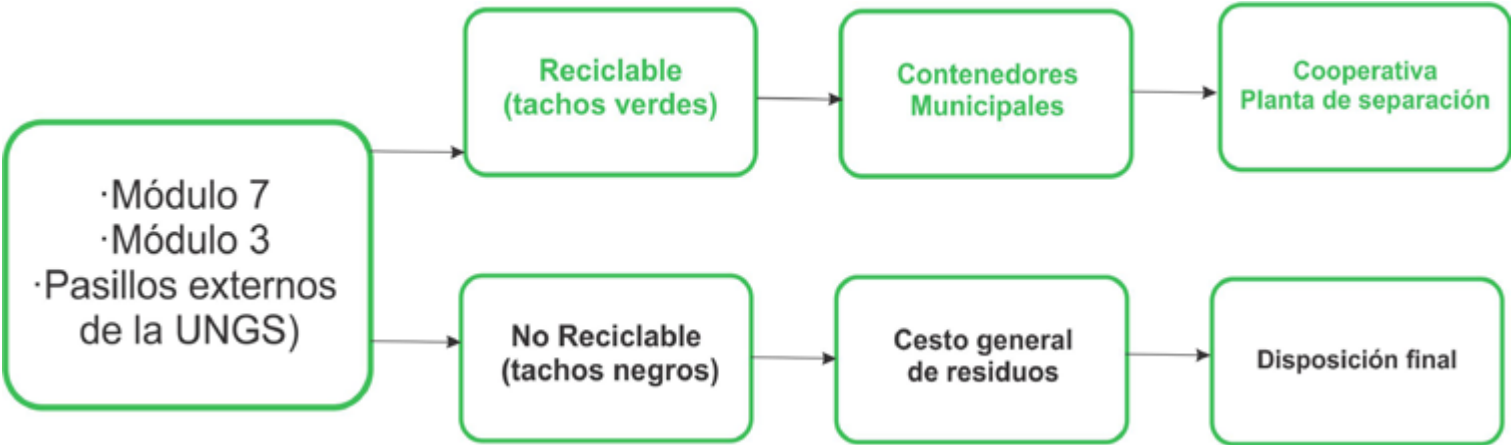 ·Módulo 7
·Módulo 3
·Pasillos externos
de la UNGS)
Reciclable
(tachos verdes)
Contenedores
Municipales
Cooperativa
Planta de separación
No Reciclable
(tachos negros)
Cesto general
de residuos
Disposición final